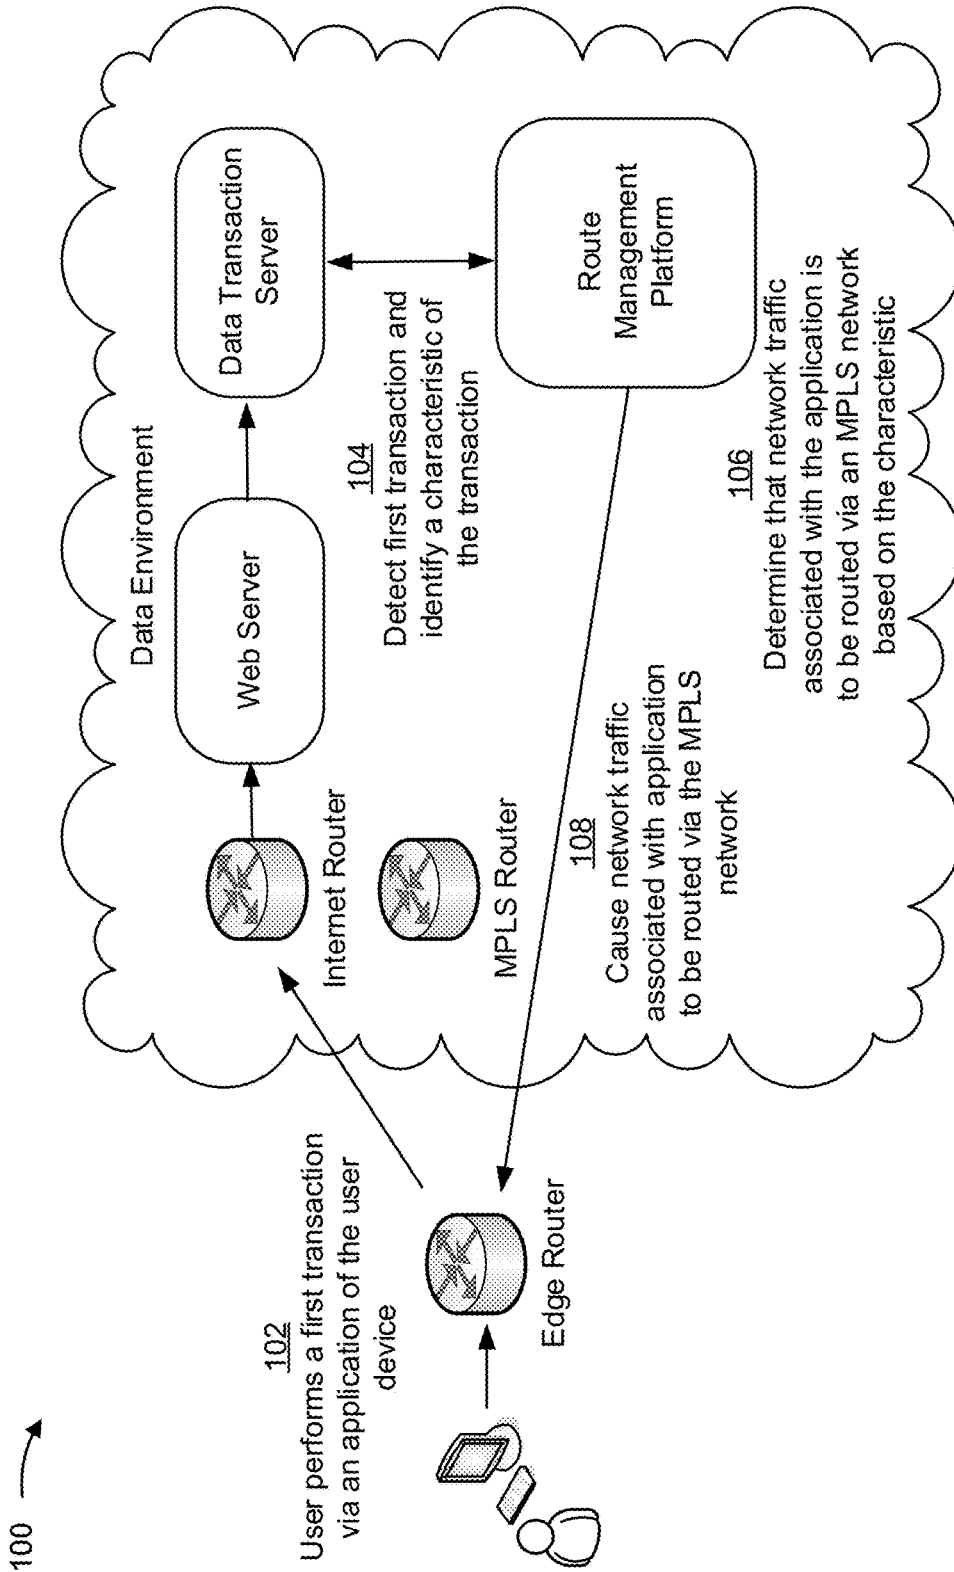 100
Data Environment
Data Transaction
Server
Web Server
Internet Router
MPLS Router
102
User performs a first transaction
via an application of the user
device
Edge Router
104
Detect first transaction and
identify a characteristic of
the transaction
Route
Management
Platform
106
Determine that network traffic
associated with the application is
to be routed via an MPLS network
based on the characteristic
108
Cause network traffic
associated with application
to be routed via the MPLS
network